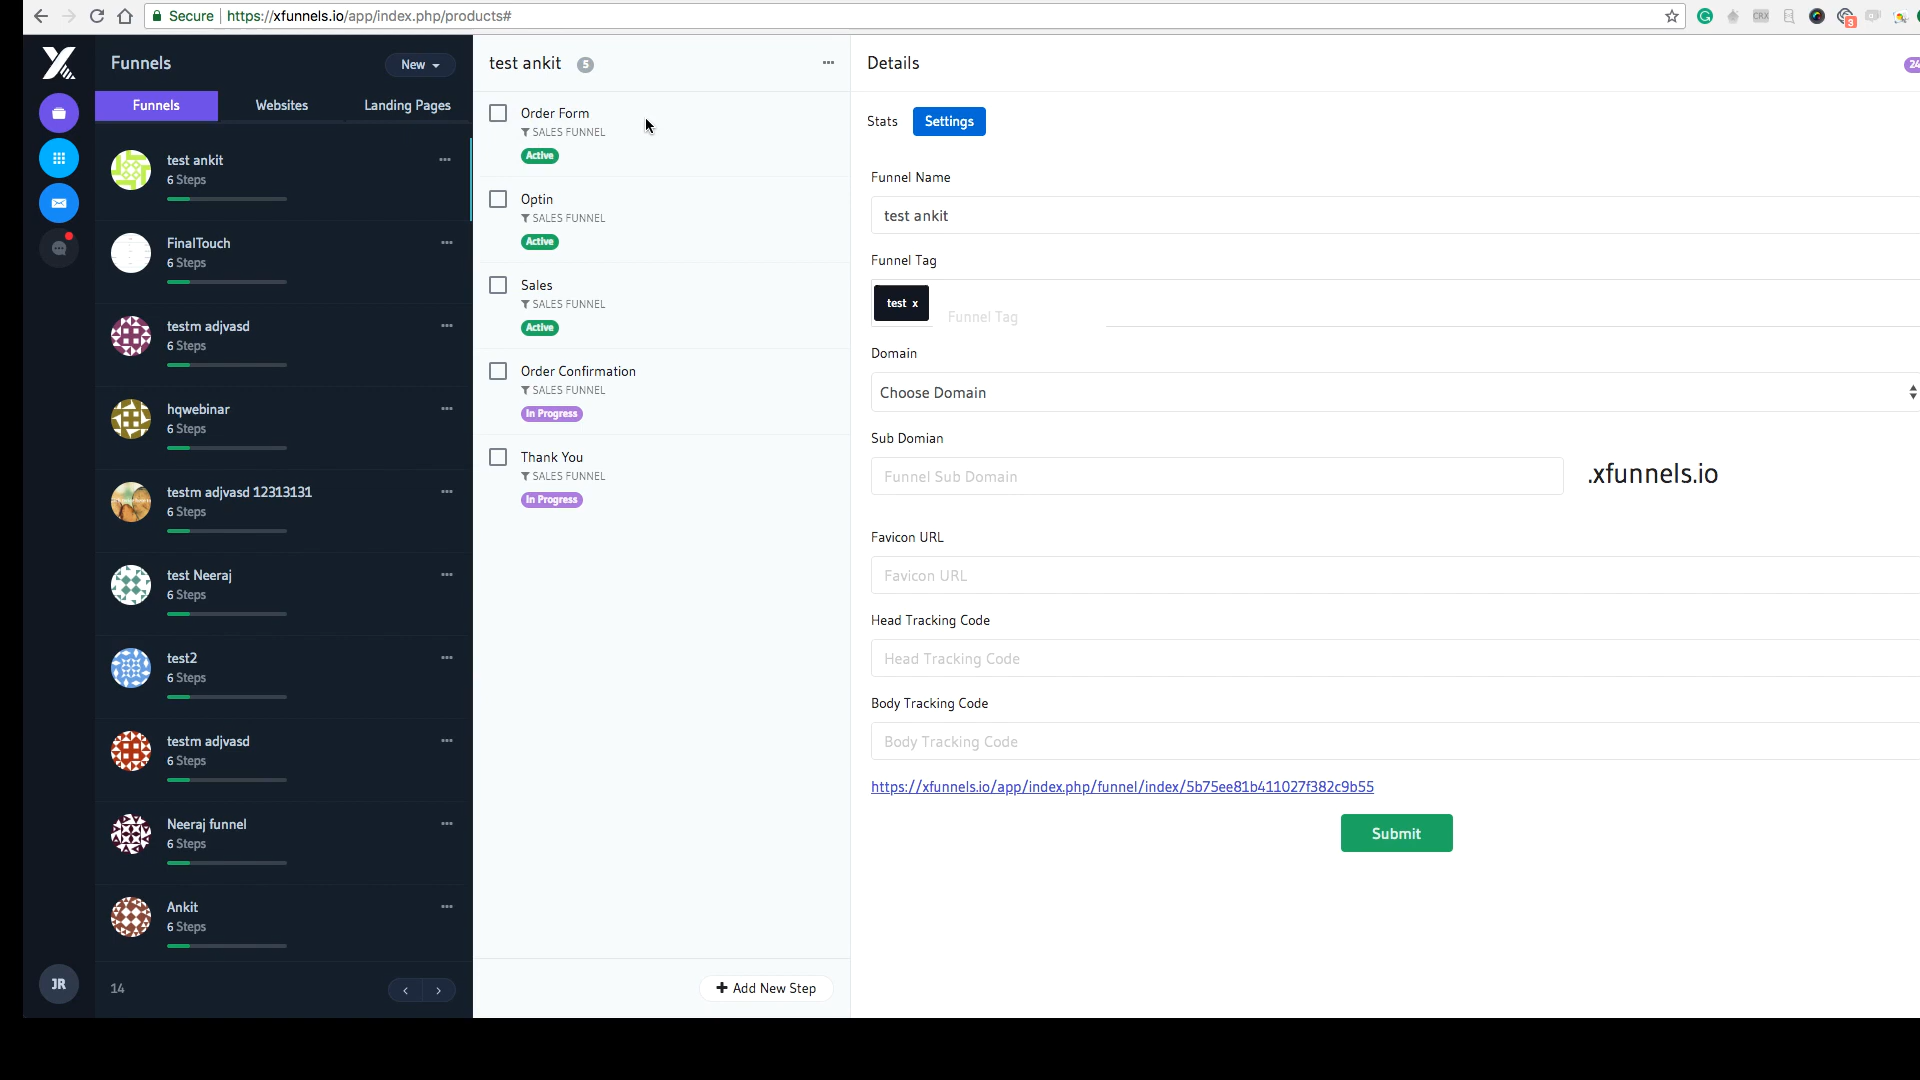 Secure https://xfunnels.io/app/index.php/products#
CRX
3
Funnels
New
Funnels Websites Landing Pages
test ankit
6 Steps
FinalTouch
6 Steps
testm adjvasd
6 Steps
hqwebinar
6 Steps
testm adjvasd 12313131
6 Steps
test Neeraj
6 Steps
test2
6 Steps
testm adjvasd
6 Steps
Neeraj funnel
6 Steps
Ankit
6 Steps
JR
14
test ankit 5
Order Form
SALES FUNNEL
Active
Optin
SALES FUNNEL
Active
Sales
SALES FUNNEL
Active
Order Confirmation
SALES FUNNEL
In Progress
Thank You
SALES FUNNEL
In Progress
+ Add New Step
Details
24
Stats Settings
Funnel Name
test ankit
Funnel Tag
test x
Funnel Tag
Domain
Choose Domain
Sub Domian
Funnel Sub Domain
.xfunnels.io
Favicon URL
Favicon URL
Head Tracking Code
Head Tracking Code
Body Tracking Code
Body Tracking Code
https://xfunnels.io/app/index.php/funnel/index/5b75ee81b411027f382c9b55
Submit